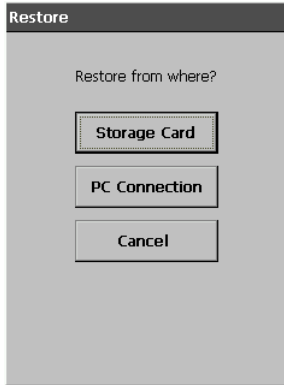 Restore
Restore from where?
Storage Card
PC Connection
Cancel